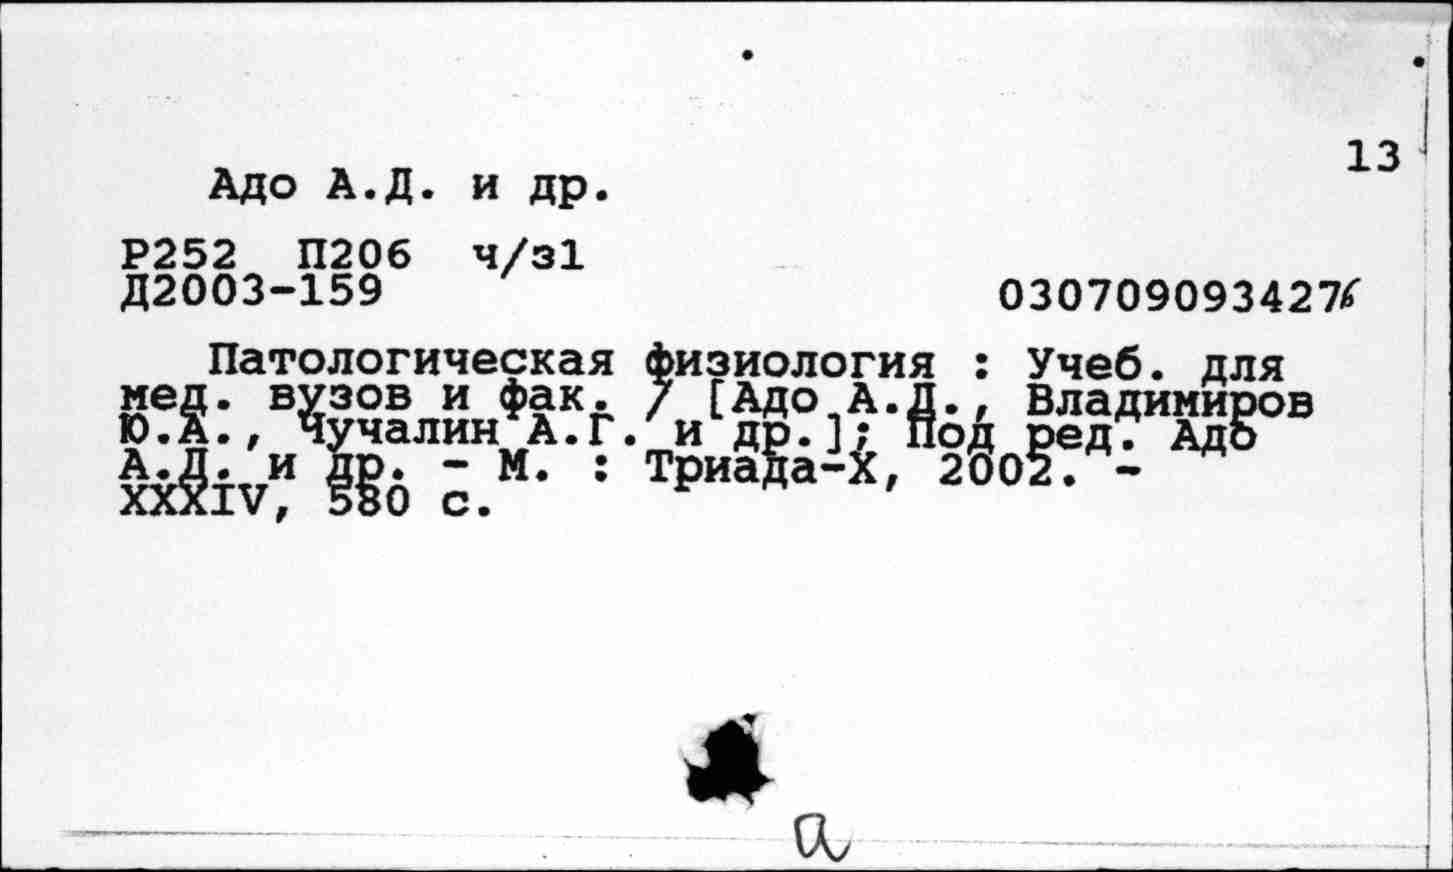 13
Адо А.Д. и др.
Р252 П206 ч/з1
Д2003-159
030709093427
Патологическая физиология : Учеб. для
мед. вузов и фак. / [Адо А.Д., Владимиров
Ю.А., Чучалин А.Г. и др.]; Под ред. Адо
А.Д. и др. - М. : Триада-Х, 2002. -
XXXIV, 580 с.
а